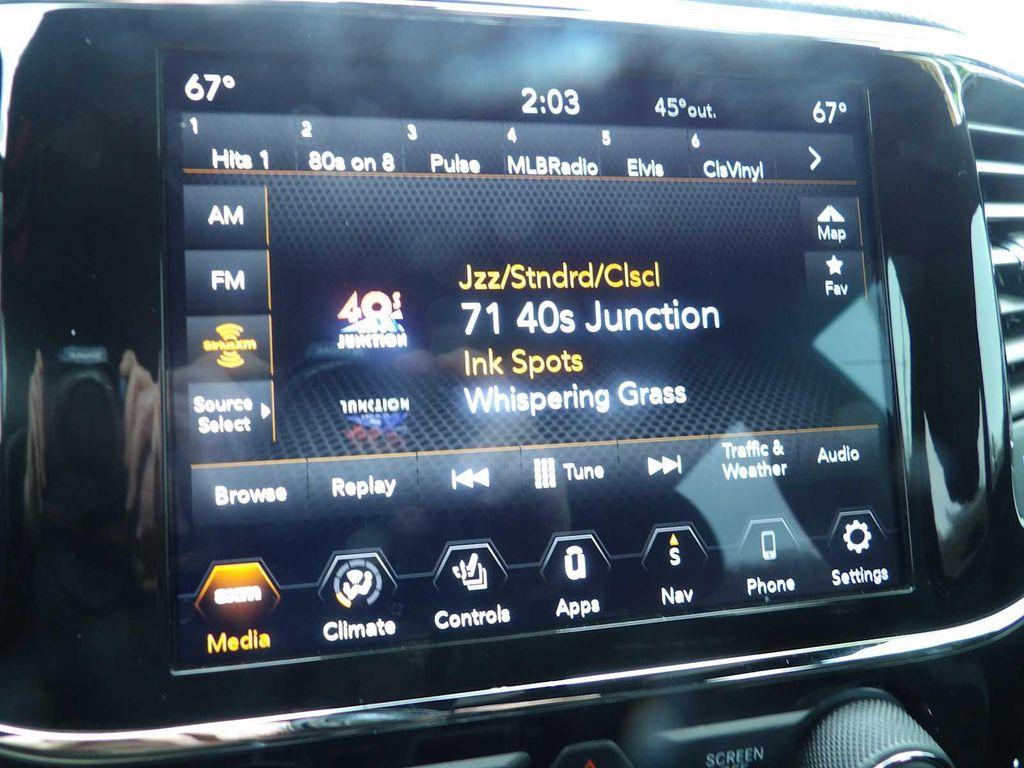 67°
2:03
45°out.
67°
1 Hits 1
2 80s on 8
3 Pulse
4 MLBRadio
5 Elvis
6 ClsVinyl
AM
FM
SiriusXM
Source
Select
40s
JUNCTION
Jzz/Stndrd/Clscl
71 40s Junction
Ink Spots
Whispering Grass
Map
Fav
Browse
Replay
Tune
Traffic &
Weather
Audio
sxm
Media
Climate
Controls
Apps
S
Nav
Phone
Settings
SCREEN